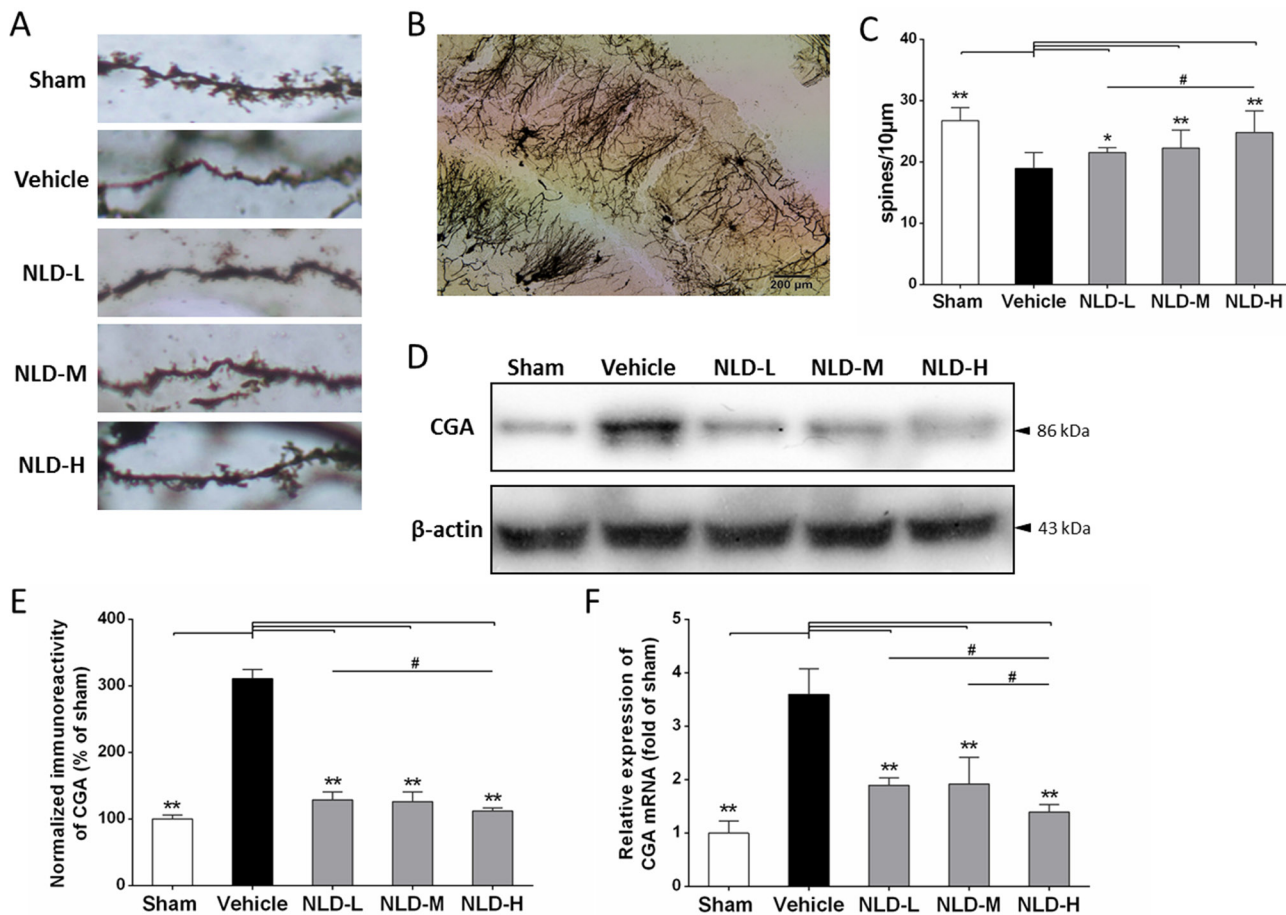 A
Sham
Vehicle
NLD-L
NLD-M
NLD-H
B
200 μm
C
spines/10μm
40
30
20
10
0
**
*
**
**
#
Sham Vehicle NLD-L NLD-M NLD-H
D
Sham Vehicle NLD-L NLD-M NLD-H
CGA
86 kDa
β-actin
43 kDa
E
Normalized immunoreactivity
of CGA (% of sham)
400
300
200
100
0
**
**
**
**
#
Sham Vehicle NLD-L NLD-M NLD-H
F
Relative expression of
CGA mRNA (fold of sham)
5
4
3
2
1
0
**
**
**
**
#
#
Sham Vehicle NLD-L NLD-M NLD-H